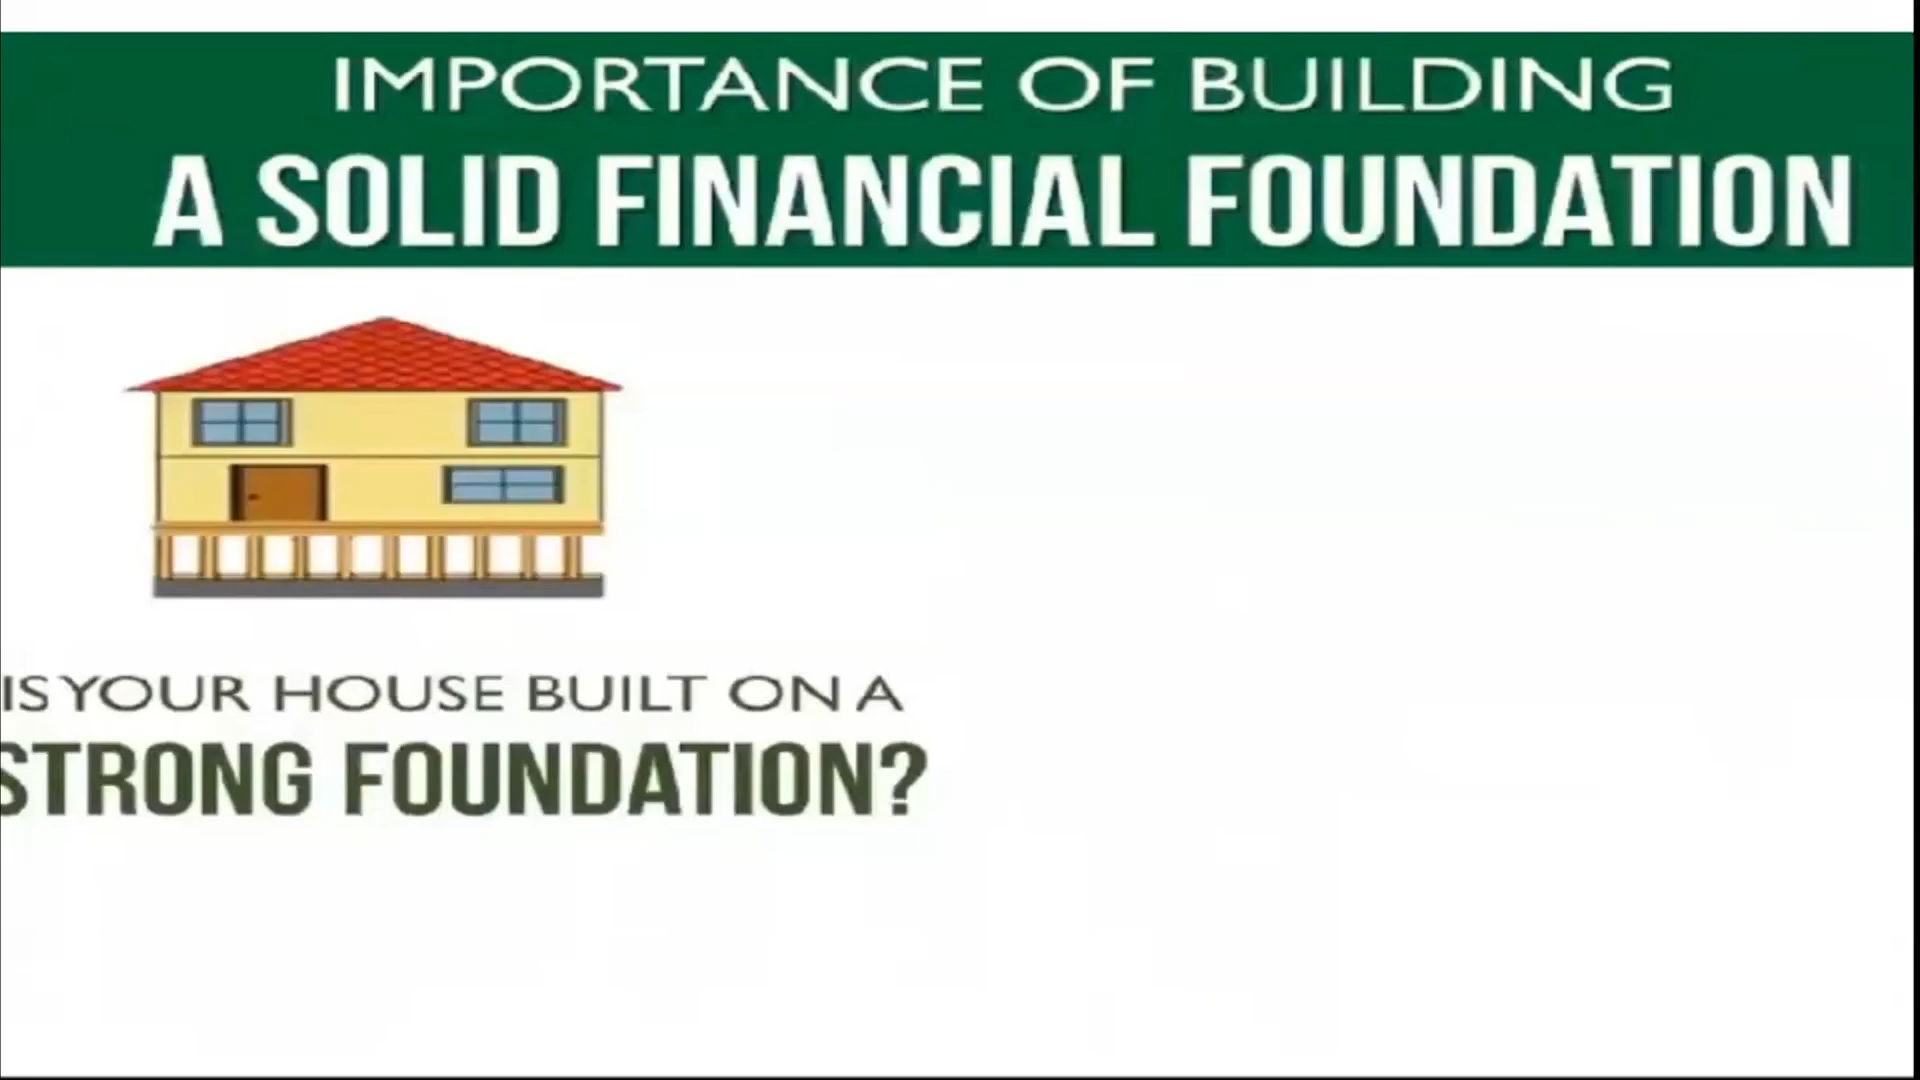 IMPORTANCE OF BUILDING
A SOLID FINANCIAL FOUNDATION
IS YOUR HOUSE BUILT ON A
STRONG FOUNDATION?